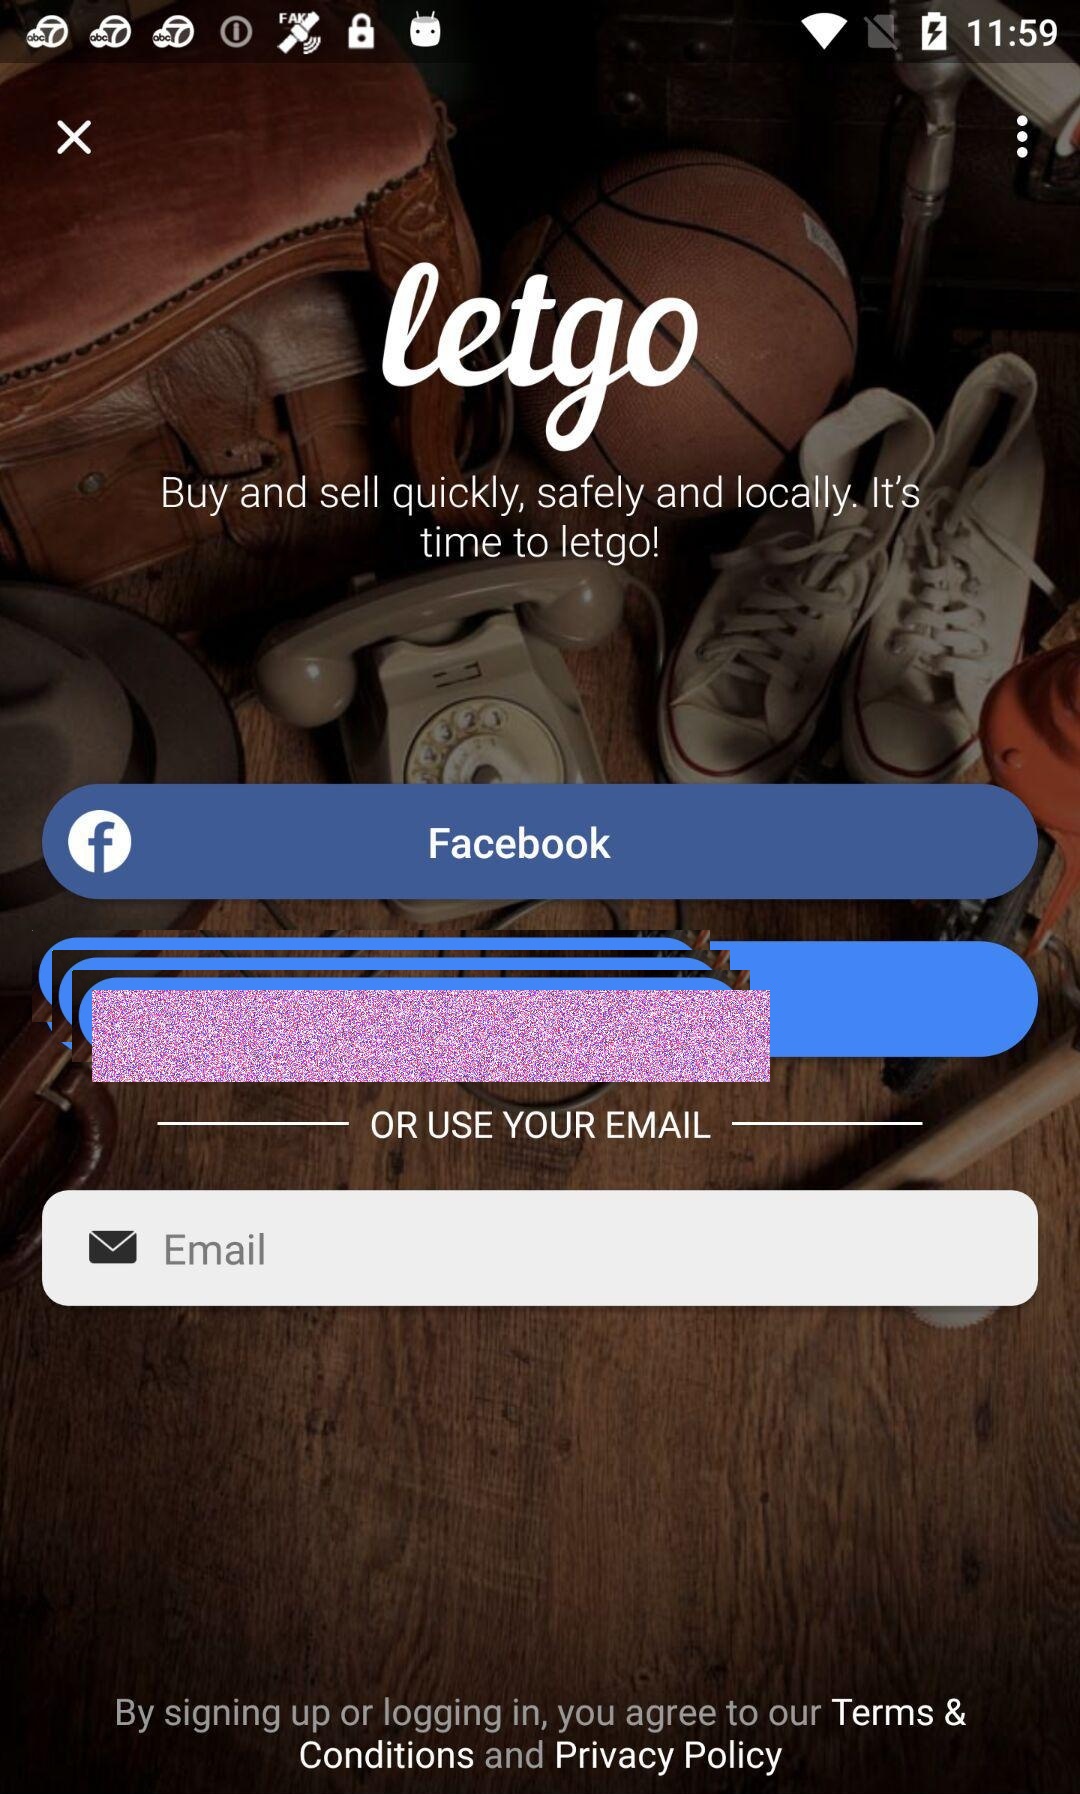 11:59
letgo
Buy and sell quickly, safely and locally. It’s
time to letgo!
Facebook
OR USE YOUR EMAIL
Email
By signing up or logging in, you agree to our Terms &
Conditions and Privacy Policy